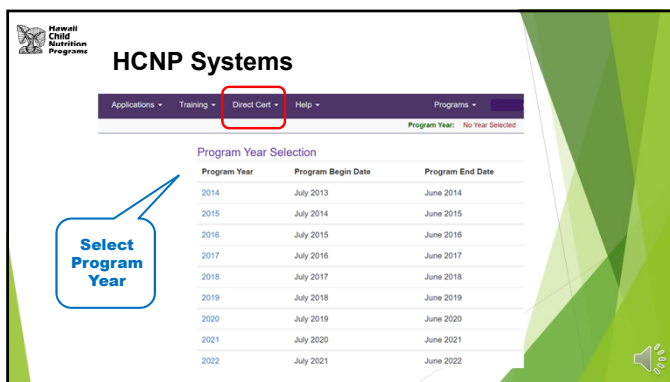 Hawaii
Child
Nutrition
Programs
HCNP Systems
Applications Training Direct Cert Help Programs
Program Year: No Year Selected
Program Year Selection
Program Year Program Begin Date Program End Date
2014 July 2013 June 2014
2015 July 2014 June 2015
2016 July 2015 June 2016
2017 July 2016 June 2017
2018 July 2017 June 2018
2019 July 2018 June 2019
2020 July 2019 June 2020
2021 July 2020 June 2021
2022 July 2021 June 2022
Select
Program
Year